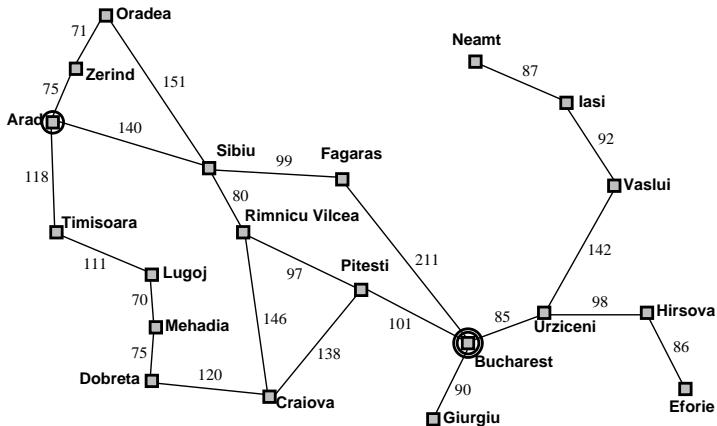 Oradea
71
Neamt
Zerind
87
75
151
Iasi
Arad
140
92
Sibiu
Fagaras
99
118
Vaslui
80
Timisoara
Rimnicu Vilcea
111
97
211
142
Lugoj
Pitesti
70
98
Hirsova
146
101
85
Mehadia
Urziceni
138
86
75
Bucharest
120
90
Dobreta
Craiova
Eforie
Giurgiu